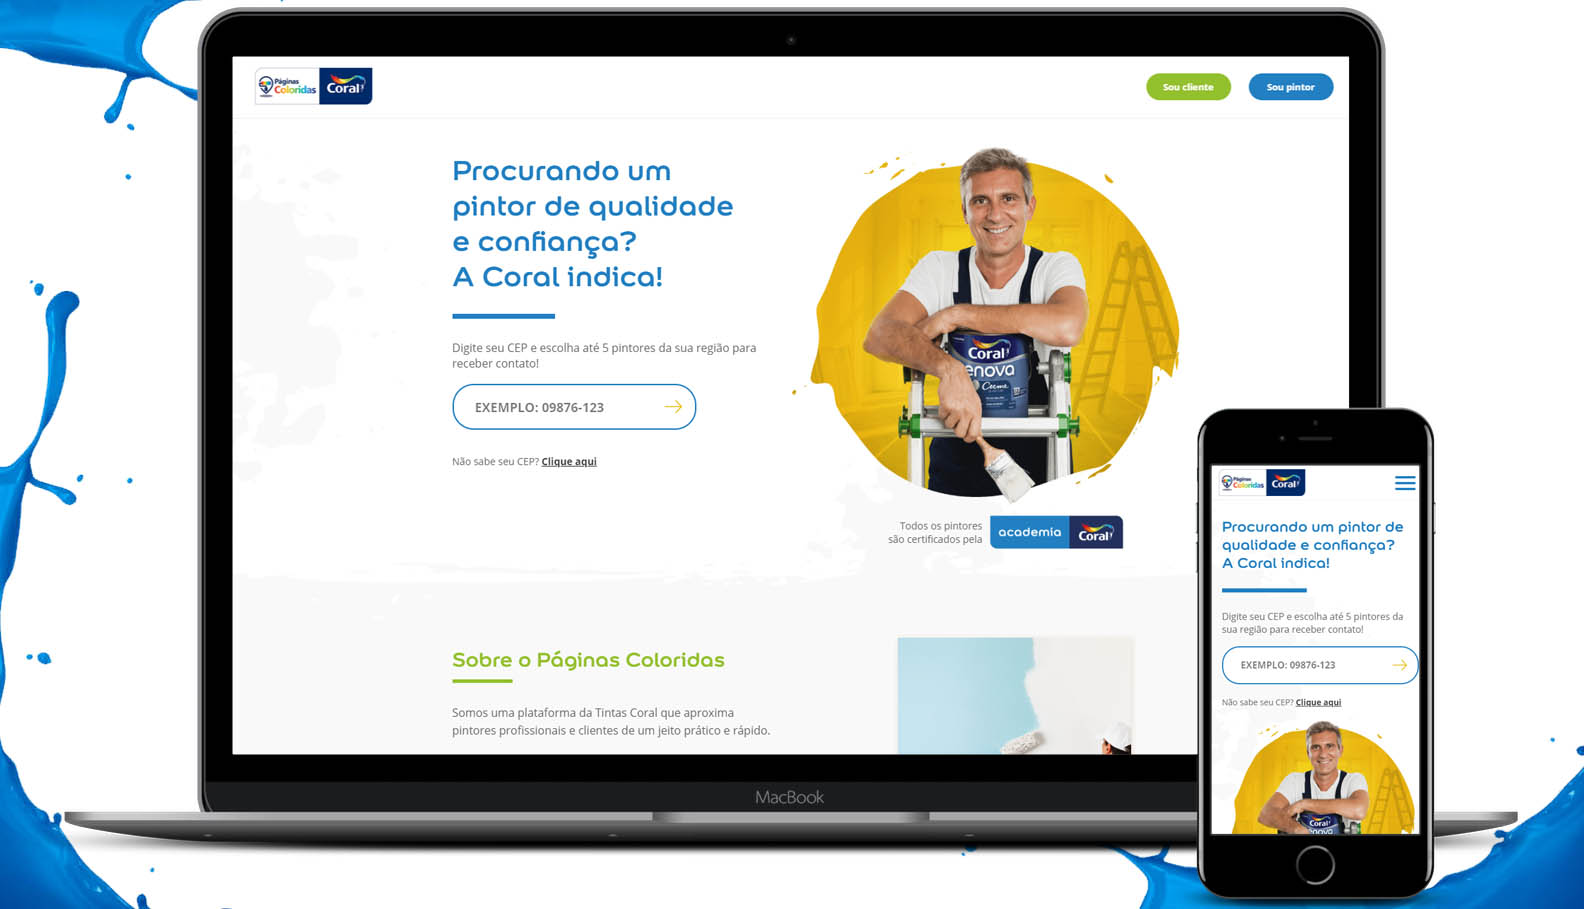 Páginas
Coloridas
Coral
Sou cliente
Sou pintor
Procurando um
pintor de qualidade
e confiança?
A Coral indica!
Digite seu CEP e escolha até 5 pintores da sua região para
receber contato!
EXEMPLO: 09876-123
Não sabe seu CEP? Clique aqui
Coral
enova
Todos os pintores
são certificados pela
academia
Coral
Sobre o Páginas Coloridas
Somos uma plataforma da Tintas Coral que aproxima
pintores profissionais e clientes de um jeito prático e rápido.
MacBook
Páginas
Coloridas
Coral
Procurando um pintor de
qualidade e confiança?
A Coral indica!
Digite seu CEP e escolha até 5 pintores da
sua região para receber contato!
EXEMPLO: 09876-123
Não sabe seu CEP? Clique aqui
Coral